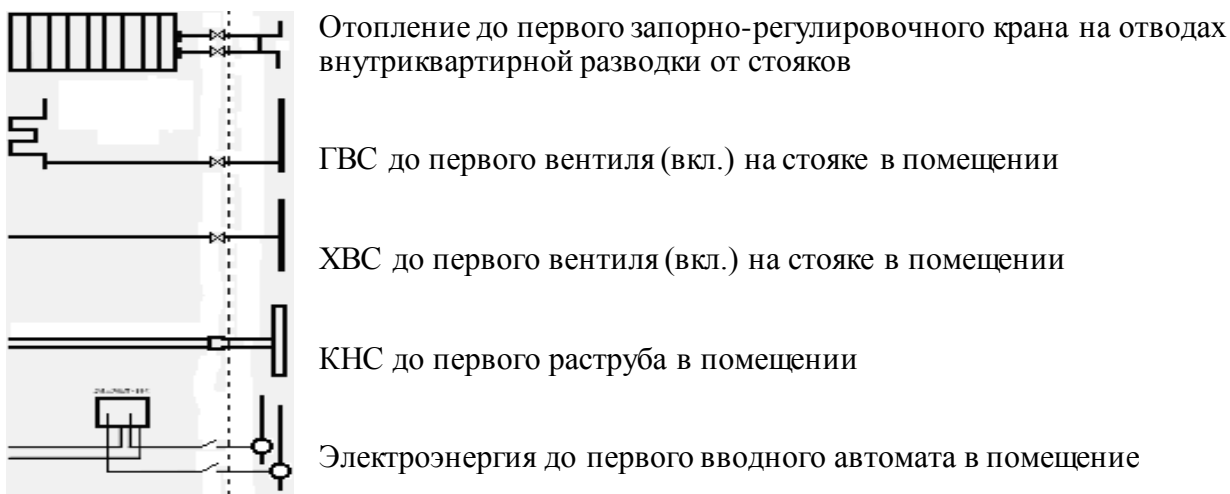 Отопление до первого запорно-регулировочного крана на отводах
внутриквартирной разводки от стояков
ГВС до первого вентиля (вкл.) на стояке в помещении
ХВС до первого вентиля (вкл.) на стояке в помещении
КНС до первого раструба в помещении
Электроэнергия до первого вводного автомата в помещение